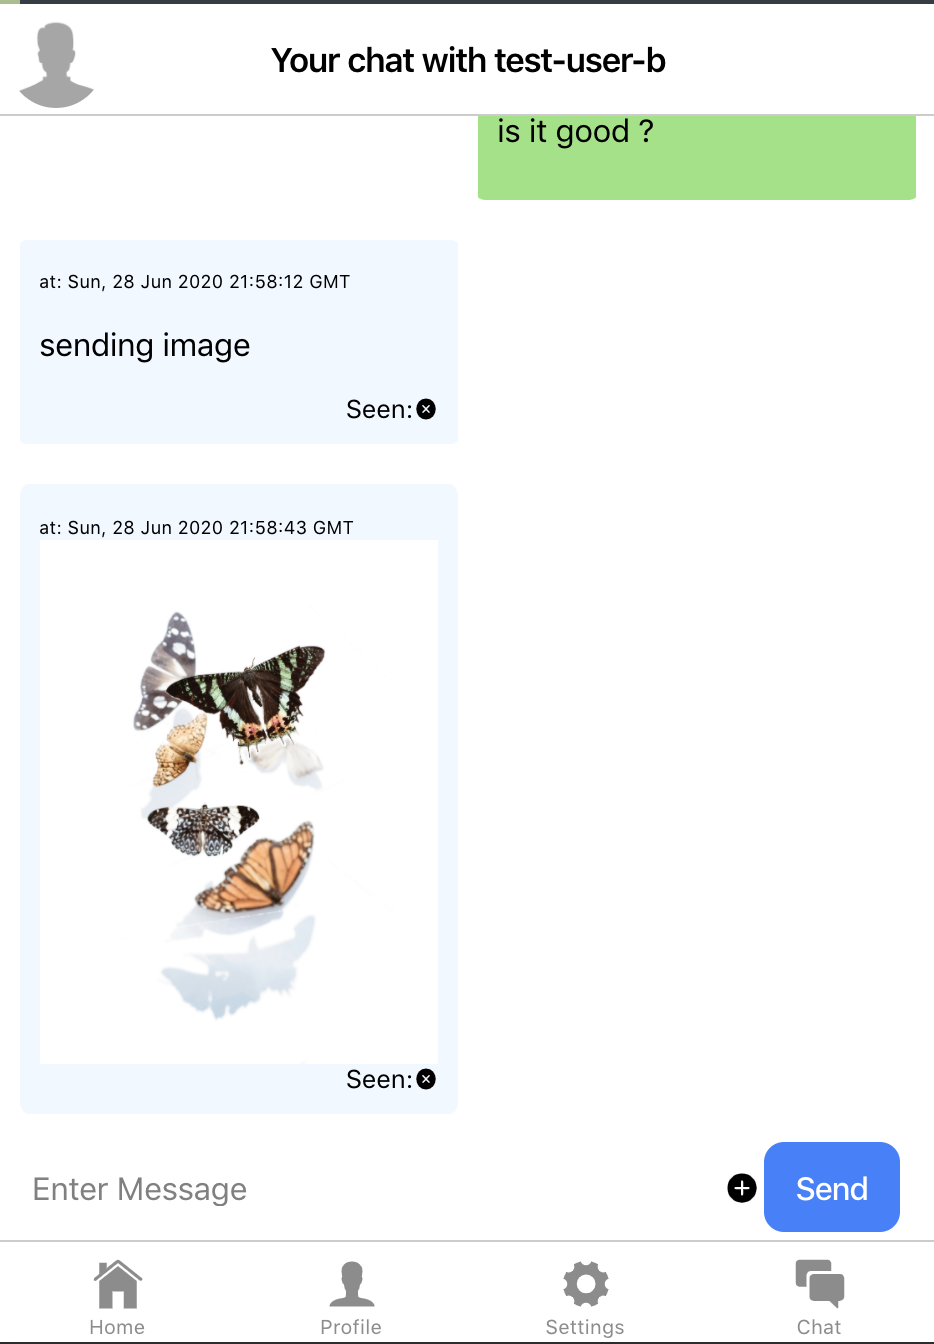 Your chat with test-user-b
is it good ?
at: Sun, 28 Jun 2020 21:58:12 GMT
sending image
Seen:
at: Sun, 28 Jun 2020 21:58:43 GMT
Seen:
Enter Message
Send
Home
Profile
Settings
Chat